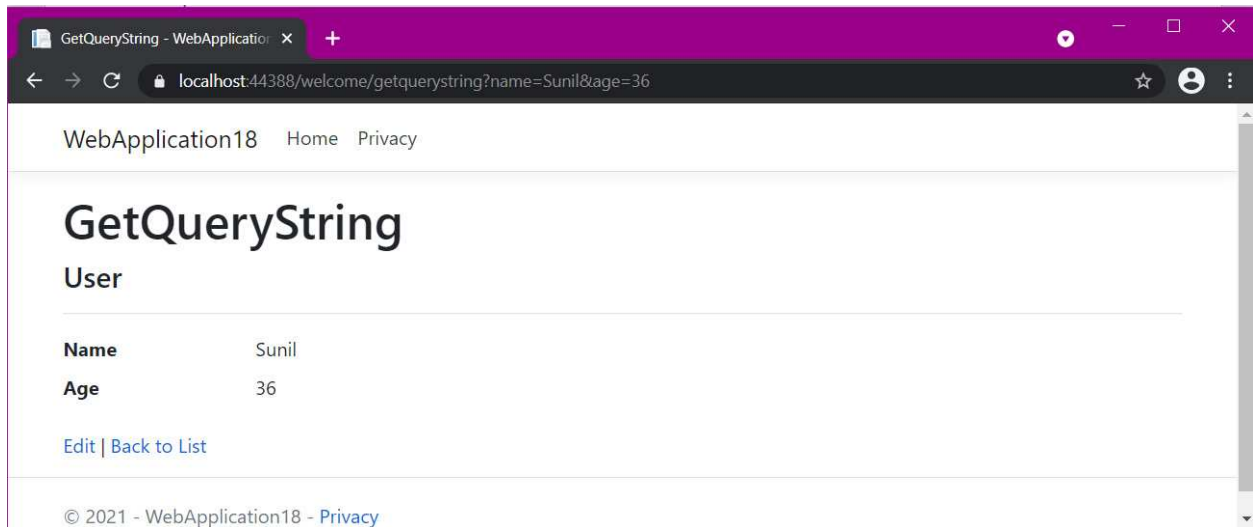 GetQueryString - WebApplication
localhost:44388/welcome/getquerystring?name=Sunil&age=36
WebApplication18 Home Privacy
GetQueryString
User
Name Sunil
Age 36
Edit | Back to List
© 2021 - WebApplication18 - Privacy